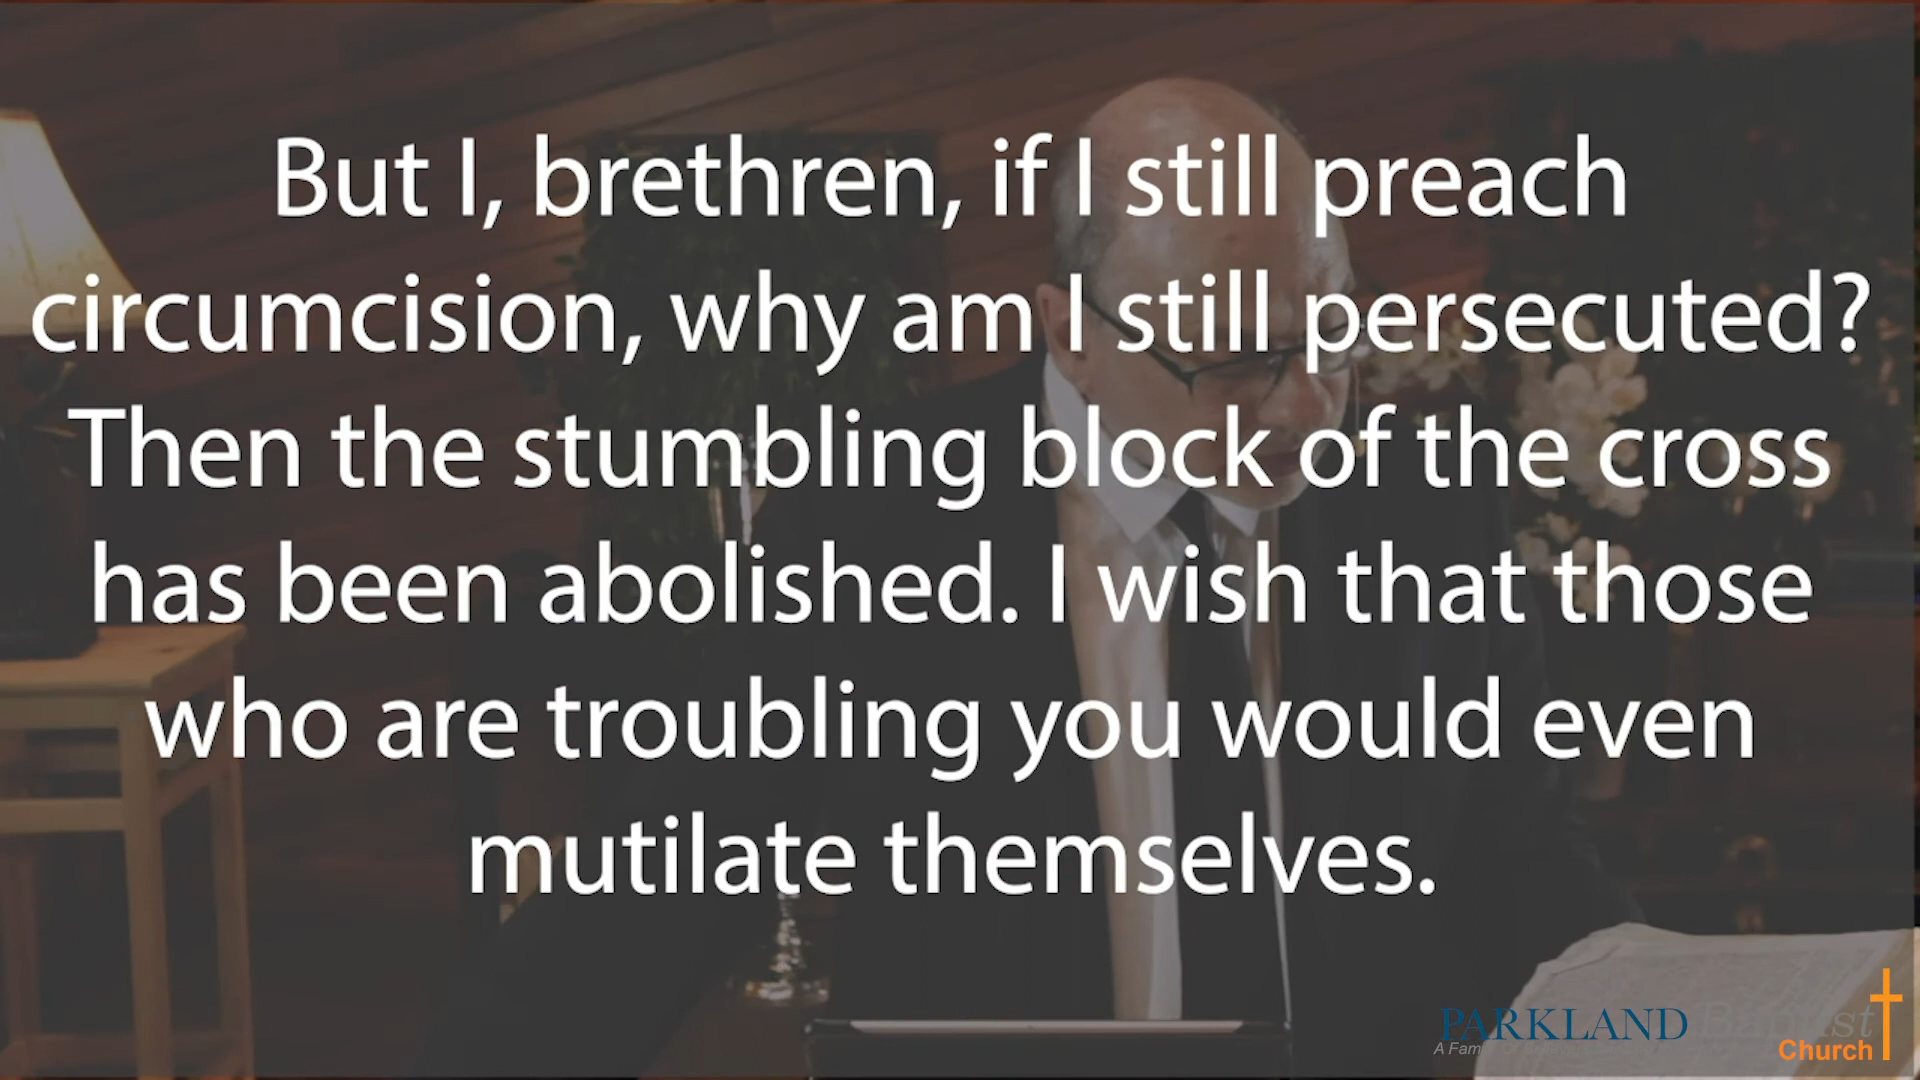 But I, brethren, if I still preach
circumcision, why am I still persecuted?
Then the stumbling block of the cross
has been abolished. I wish that those
who are troubling you would even
mutilate themselves.
PARKLAND Baptist
Church